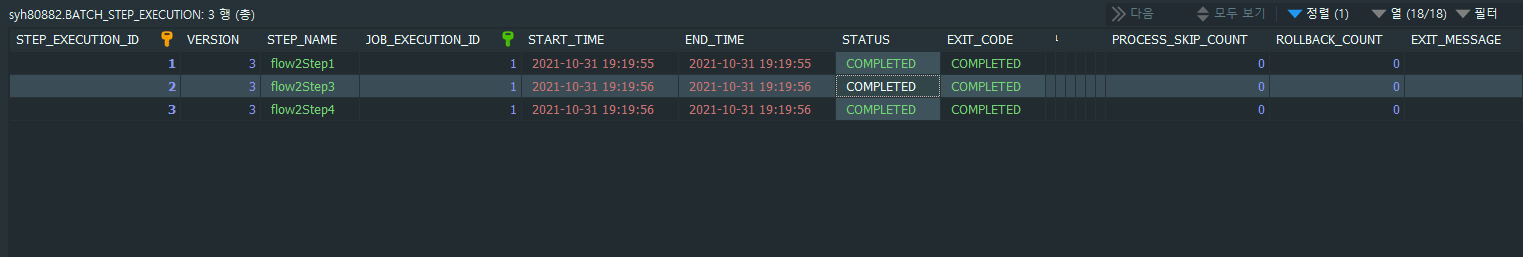 syh80882.BATCH_STEP_EXECUTION: 3 행 (총) 다음 모두 보기 정렬 (1) 열 (18/18) 필터
STEP_EXECUTION_ID VERSION STEP_NAME JOB_EXECUTION_ID START_TIME END_TIME STATUS EXIT_CODE PROCESS_SKIP_COUNT ROLLBACK_COUNT EXIT_MESSAGE
1 3 flow2Step1 1 2021-10-31 19:19:55 2021-10-31 19:19:55 COMPLETED COMPLETED 0 0
2 3 flow2Step3 1 2021-10-31 19:19:56 2021-10-31 19:19:56 COMPLETED COMPLETED 0 0
3 3 flow2Step4 1 2021-10-31 19:19:56 2021-10-31 19:19:56 COMPLETED COMPLETED 0 0